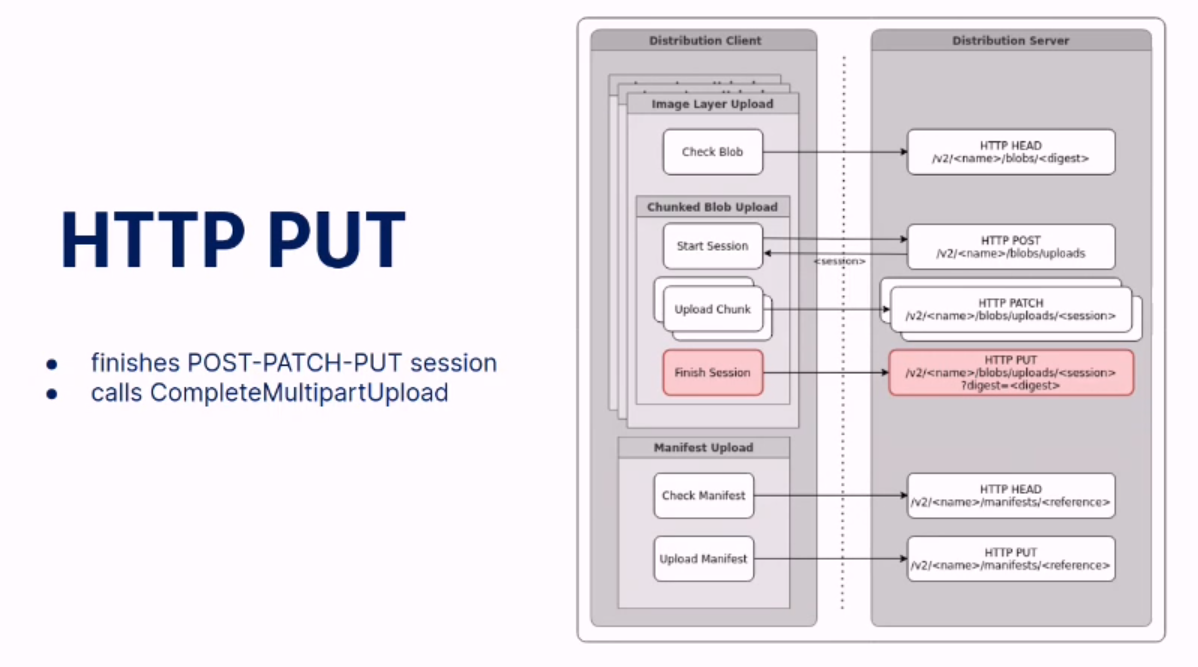 HTTP PUT
● finishes POST-PATCH-PUT session
● calls CompleteMultipartUpload
Distribution Client
Distribution Server
Image Layer Upload
Check Blob
HTTP HEAD
/v2/<name>/blobs/<digest>
Chunked Blob Upload
Start Session
HTTP POST
/v2/<name>/blobs/uploads
<session>
Upload Chunk
HTTP PATCH
/v2/<name>/blobs/uploads/<session>
Finish Session
HTTP PUT
/v2/<name>/blobs/uploads/<session>
?digest=<digest>
Manifest Upload
Check Manifest
HTTP HEAD
/v2/<name>/manifests/<reference>
Upload Manifest
HTTP PUT
/v2/<name>/manifests/<reference>